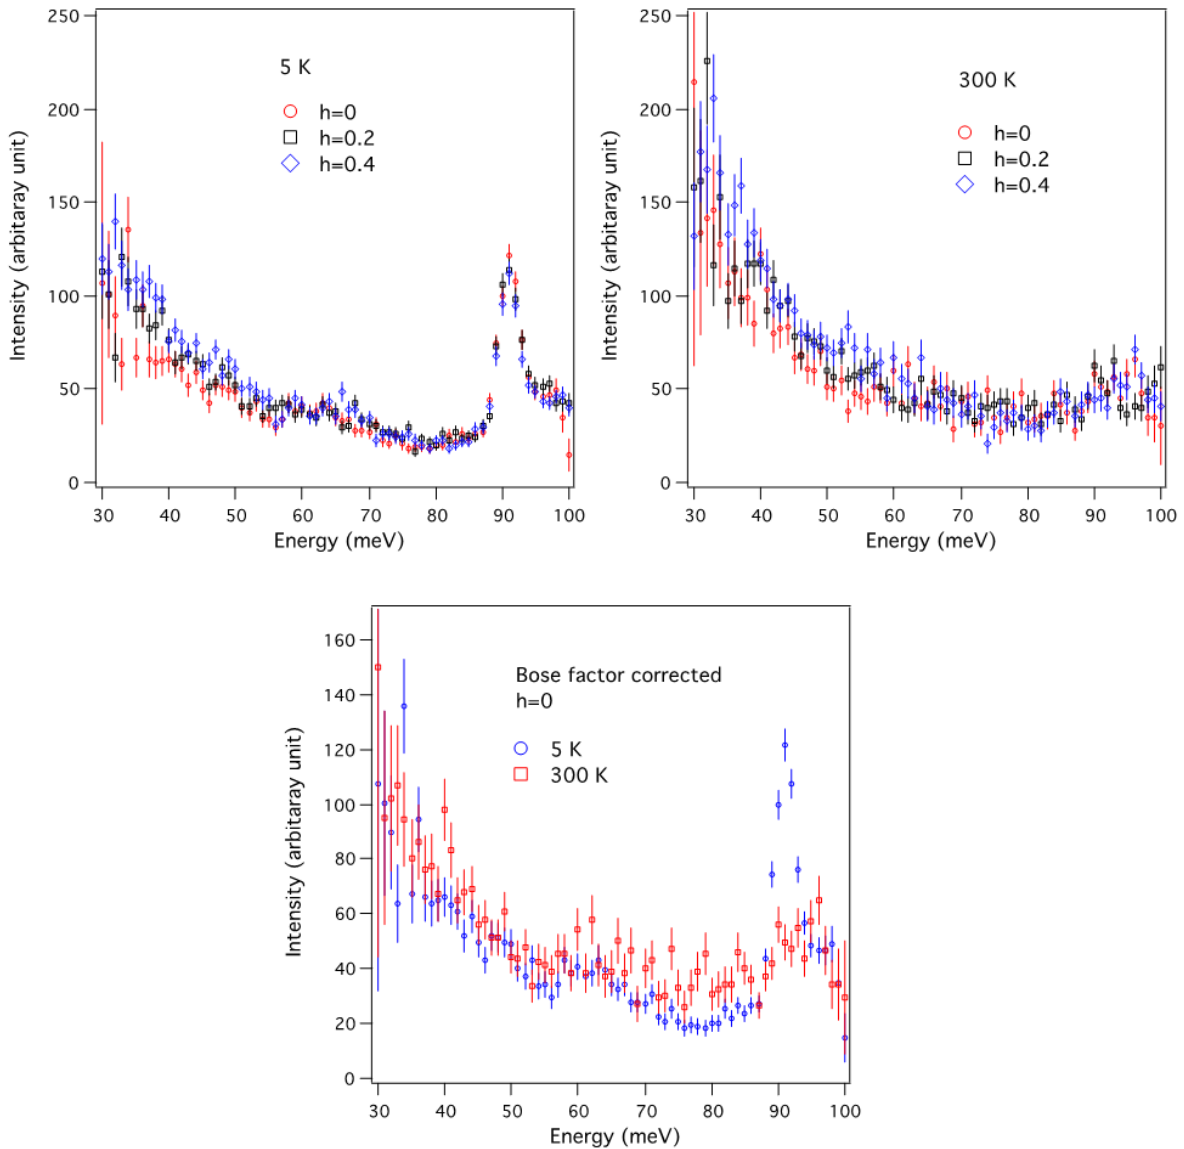 250
200
150
100
50
0
Intensity (arbitaray unit)
5 K
h=0
h=0.2
h=0.4
30 40 50 60 70 80 90 100
Energy (meV)
250
200
150
100
50
0
Intensity (arbitaray unit)
300 K
h=0
h=0.2
h=0.4
30 40 50 60 70 80 90 100
Energy (meV)
160
140
120
100
80
60
40
20
0
Intensity (arbitaray unit)
Bose factor corrected
h=0
5 K
300 K
30 40 50 60 70 80 90 100
Energy (meV)